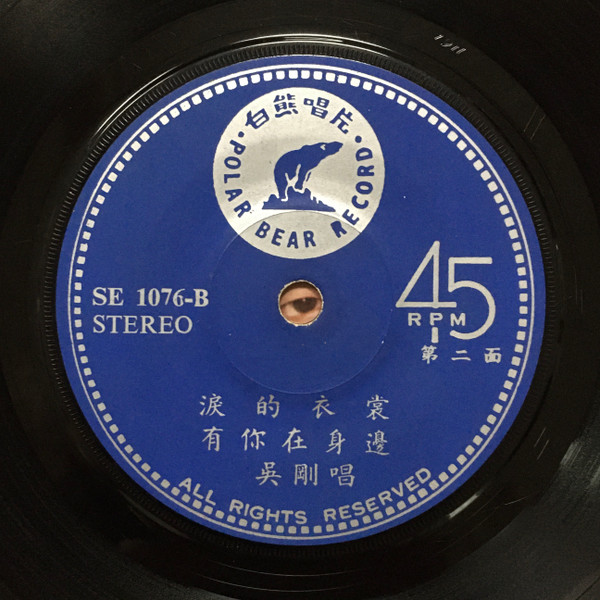 ·白熊唱片·
POLAR BEAR RECORD
SE 1076-B
STEREO
45
RPM
第二面
淚的衣裳
有你在身邊
吳剛唱
ALL RIGHTS RESERVED